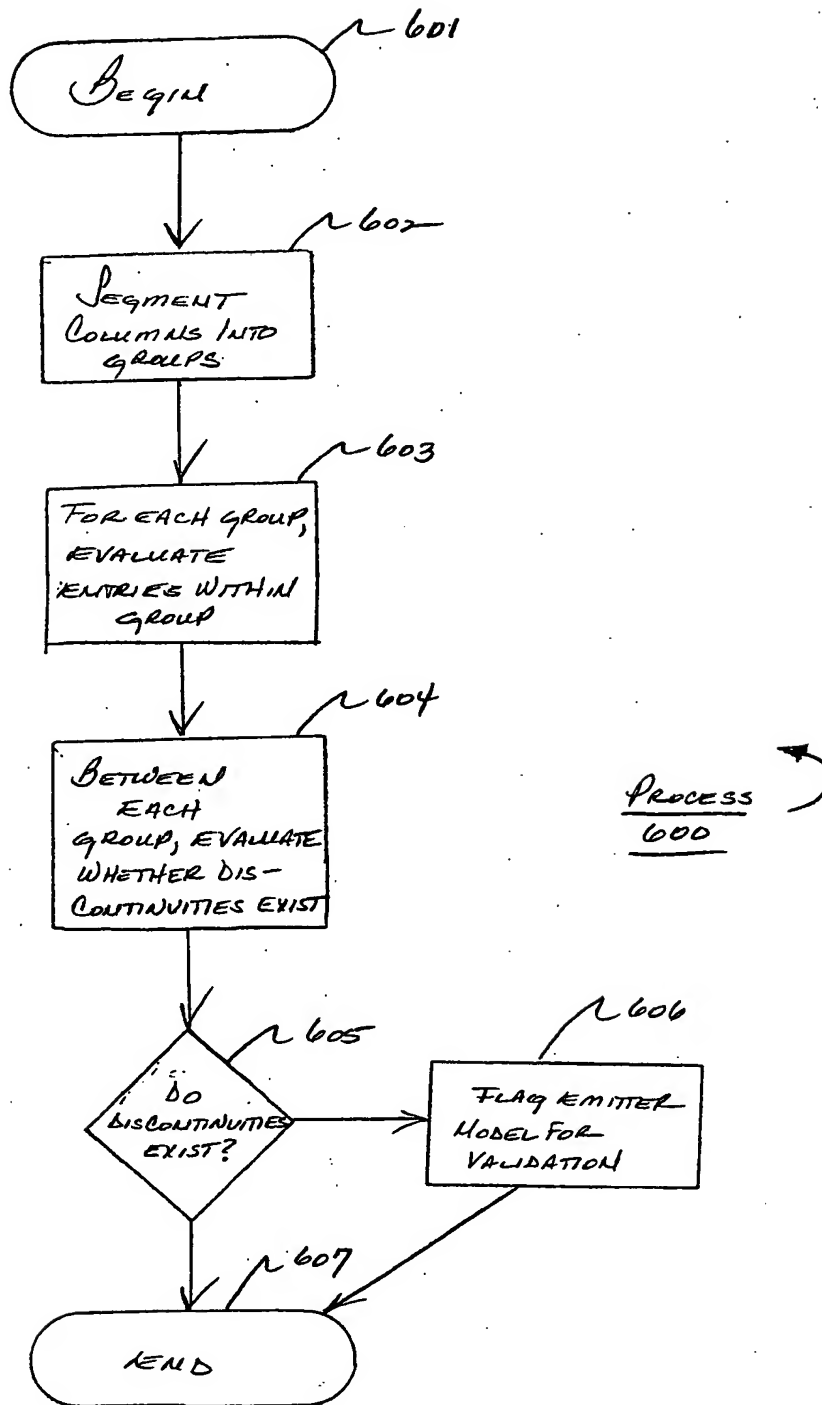 601
BEGIN
602
SEGMENT
COLUMNS INTO
GROUPS
603
FOR EACH GROUP,
EVALUATE
ENTRIES WITHIN
GROUP
604
BETWEEN
EACH
GROUP, EVALUATE
WHETHER DIS-
CONTINUITIES EXIST
PROCESS
600
605
DO
DISCONTINUITIES
EXIST?
606
FLAG EMITTER
MODEL FOR
VALIDATION
607
END